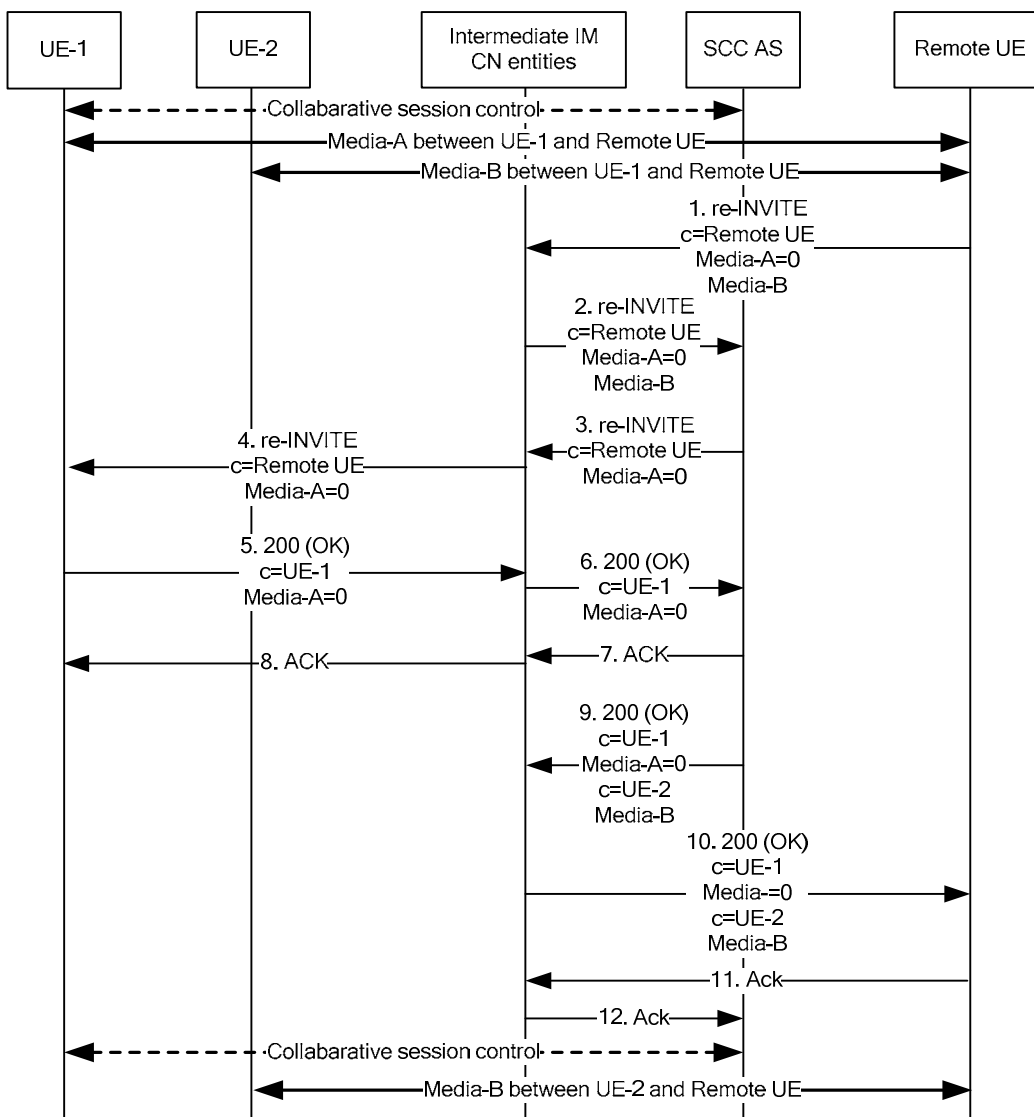 UE-1
UE-2
Intermediate IM
CN entities
SCC AS
Remote UE
Collabarative session control
Media-A between UE-1 and Remote UE
Media-B between UE-1 and Remote UE
1. re-INVITE
c=Remote UE
Media-A=0
Media-B
2. re-INVITE
c=Remote UE
Media-A=0
Media-B
3. re-INVITE
c=Remote UE
Media-A=0
4. re-INVITE
c=Remote UE
Media-A=0
5. 200 (OK)
c=UE-1
Media-A=0
6. 200 (OK)
c=UE-1
Media-A=0
7. ACK
8. ACK
9. 200 (OK)
c=UE-1
Media-A=0
c=UE-2
Media-B
10. 200 (OK)
c=UE-1
Media-=0
c=UE-2
Media-B
11. Ack
12. Ack
Collabarative session control
Media-B between UE-2 and Remote UE